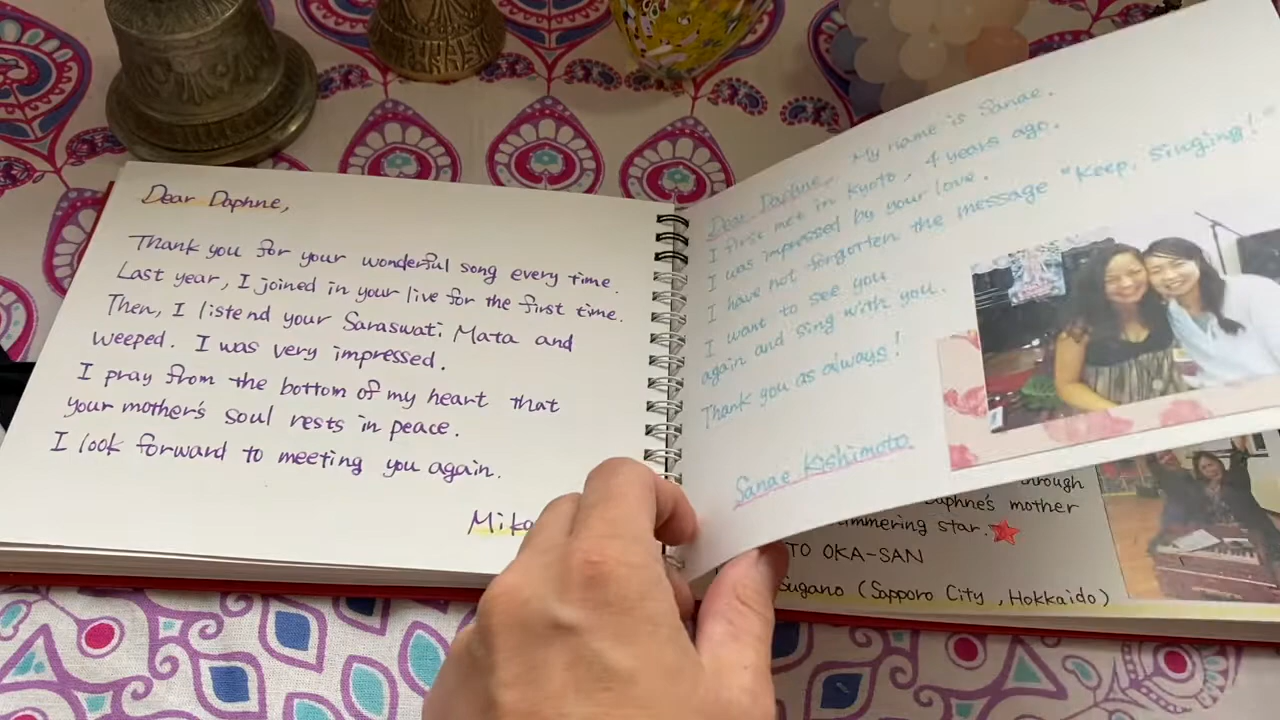 Dear Daphne,
Thank you for your wonderful song every time.
Last year, I joined in your live for the first time.
Then, I listend your Saraswati Mata and
weeped. I was very impressed.
I pray from the bottom of my heart that
your mother's soul rests in peace.
I look forward to meeting you again.
Dear Daphne, My name is Sanae.
I first met in Kyoto, 4 years ago.
I was impressed by your love.
I have not forgotten the message "Keep, Singing!"
I want to see you
again and sing with you.
Thank you as always!
Sanae Kishimoto
through
Daphne's mother
star.
TO OKA-SAN
Sugano (Sapporo City, Hokkaido)